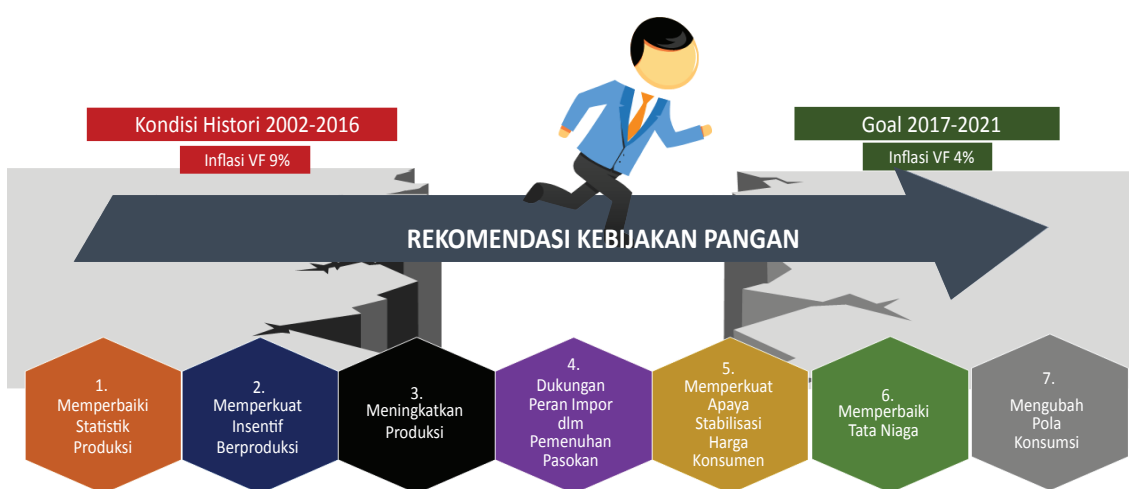 Kondisi Histori 2002-2016
Inflasi VF 9%
Goal 2017-2021
Inflasi VF 4%
REKOMENDASI KEBIJAKAN PANGAN
1.
Memperbaiki
Statistik
Produksi
2.
Memperkuat
Insentif
Berproduksi
3.
Meningkatkan
Produksi
4.
Dukungan
Peran Impor
dlm
Pemenuhan
Pasokan
5.
Memperkuat
Apaya
Stabilisasi
Harga
Konsumen
6.
Memperbaiki
Tata Niaga
7.
Mengubah
Pola
Konsumsi